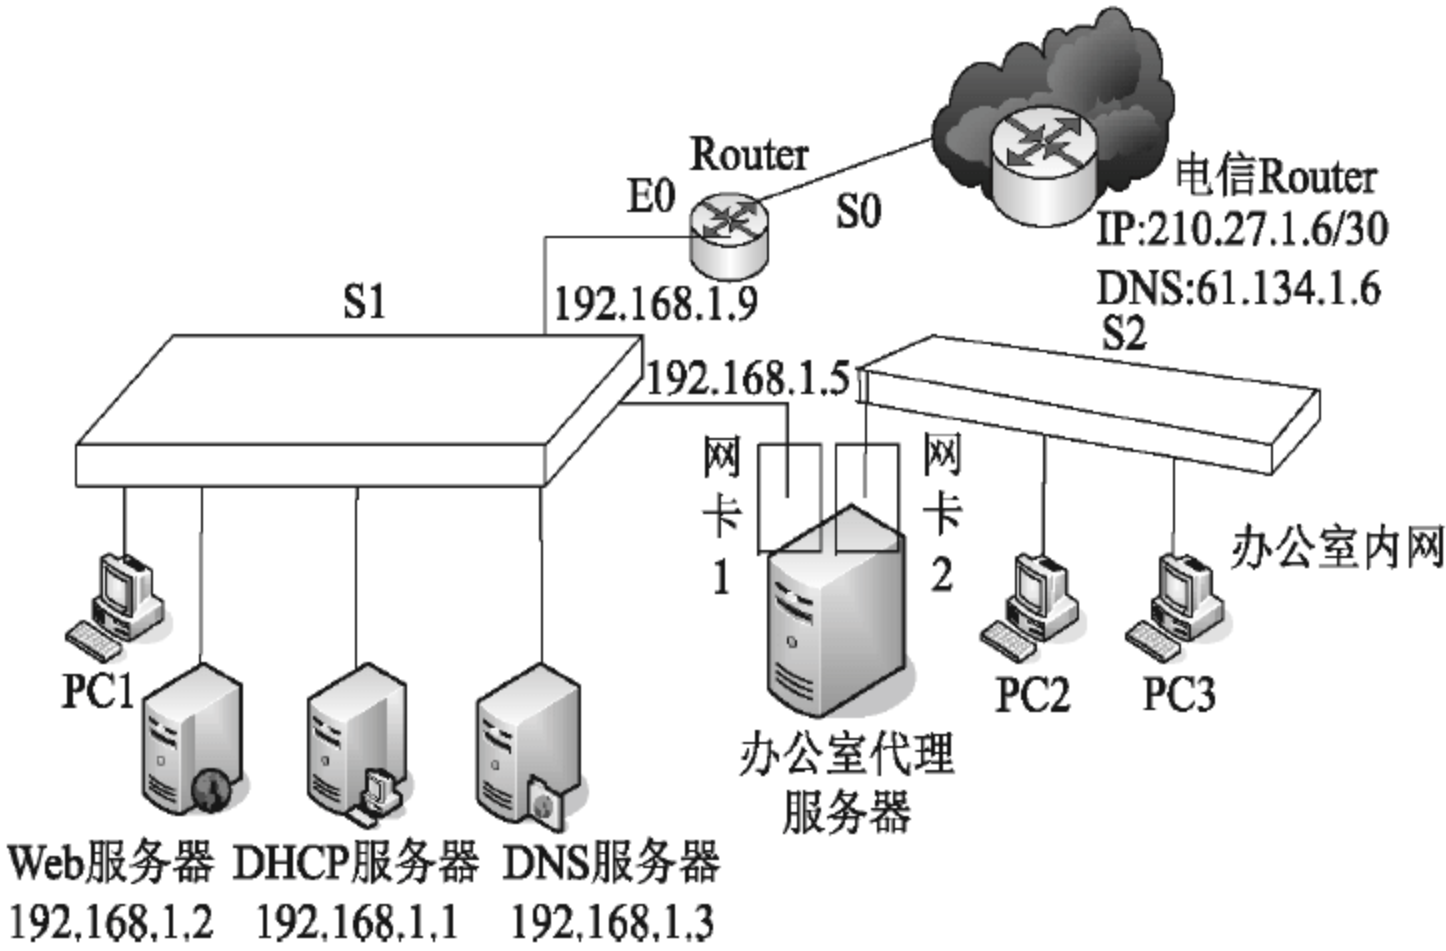 Router
E0
S0
电信Router
IP:210.27.1.6/30
DNS:61.134.1.6
S1
192.168.1.9
S2
192.168.1.5
网卡1
网卡2
办公室内网
PC1
PC2
PC3
办公室代理
服务器
Web服务器
DHCP服务器
DNS服务器
192.168.1.2
192.168.1.1
192.168.1.3